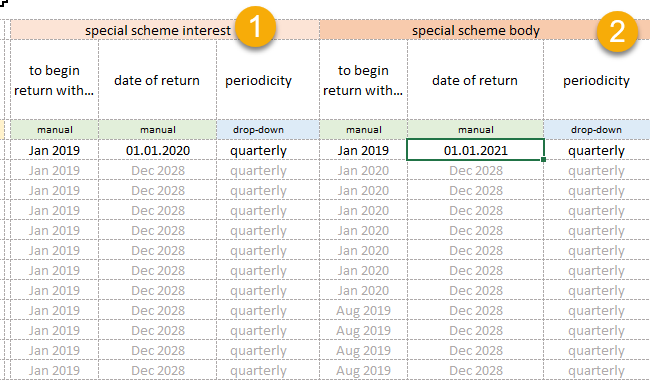 special scheme interest 1 special scheme body 2
to begin return with... date of return periodicity to begin return with... date of return periodicity
manual manual drop-down manual manual drop-down
Jan 2019 01.01.2020 quarterly Jan 2019 01.01.2021 quarterly
Jan 2019 Dec 2028 quarterly Jan 2020 Dec 2028 quarterly
Jan 2019 Dec 2028 quarterly Jan 2020 Dec 2028 quarterly
Jan 2019 Dec 2028 quarterly Jan 2020 Dec 2028 quarterly
Jan 2019 Dec 2028 quarterly Jan 2020 Dec 2028 quarterly
Jan 2019 Dec 2028 quarterly Jan 2020 Dec 2028 quarterly
Jan 2019 Dec 2028 quarterly Jan 2020 Dec 2028 quarterly
Jan 2019 Dec 2028 quarterly Jan 2020 Dec 2028 quarterly
Jan 2019 Dec 2028 quarterly Aug 2019 Dec 2028 quarterly
Jan 2019 Dec 2028 quarterly Aug 2019 Dec 2028 quarterly
Jan 2019 Dec 2028 quarterly Aug 2019 Dec 2028 quarterly
Jan 2019 Dec 2028 quarterly Aug 2019 Dec 2028 quarterly